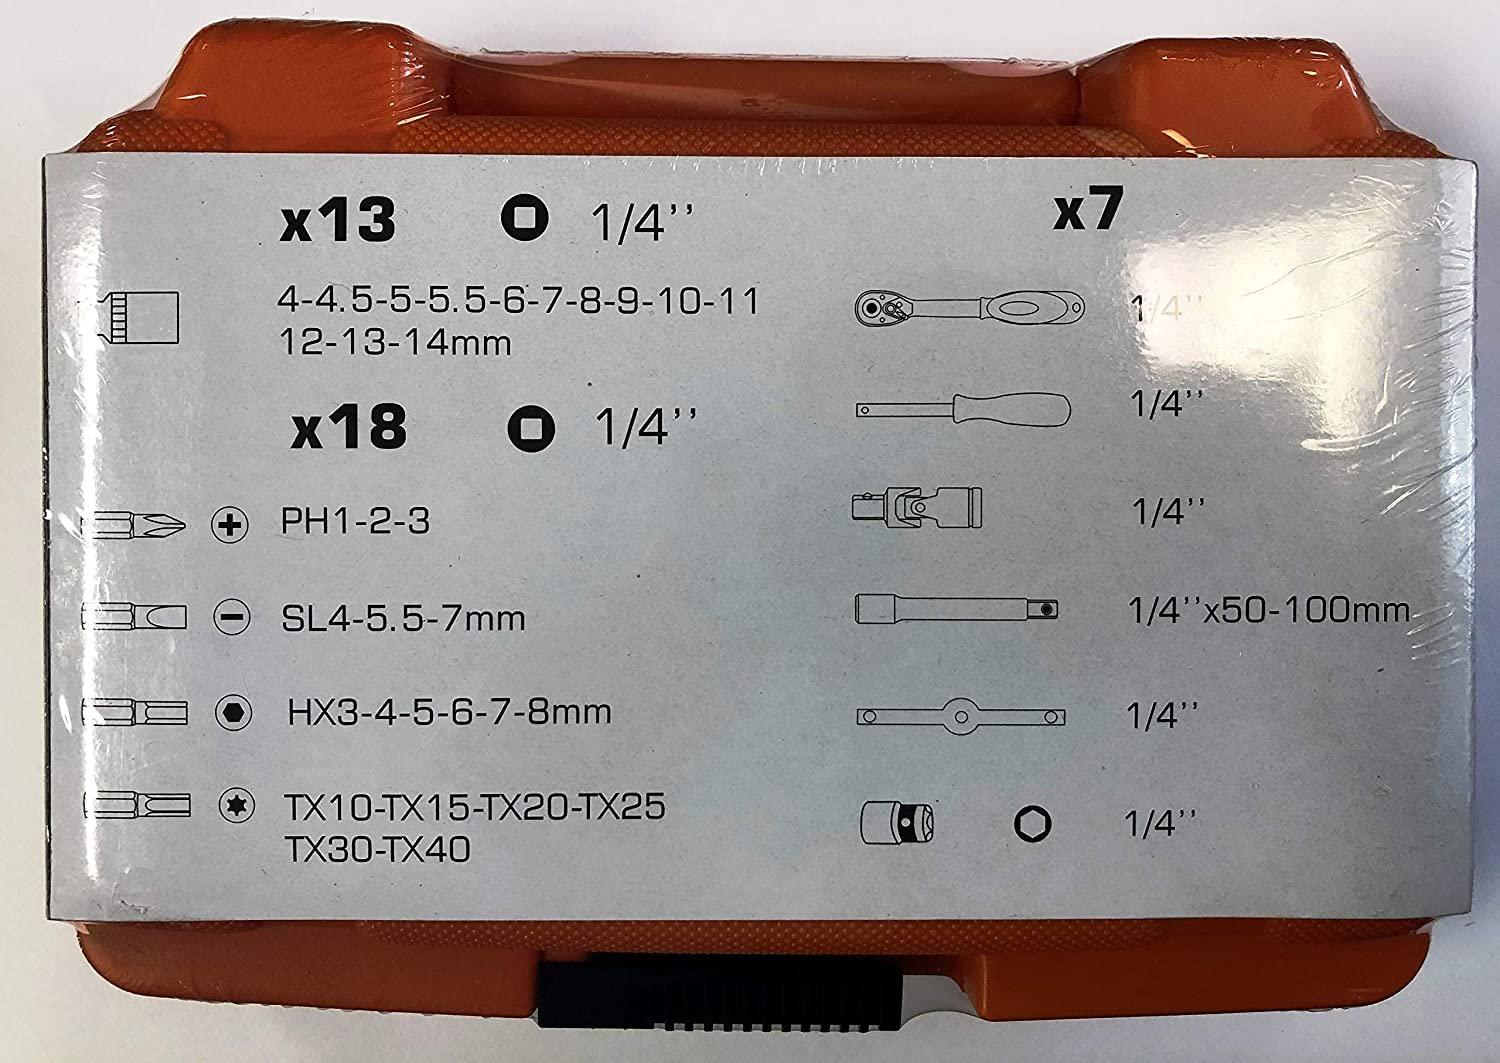 x13 1/4''
4-4.5-5-5.5-6-7-8-9-10-11
12-13-14mm
x18 1/4''
PH1-2-3
SL4-5.5-7mm
HX3-4-5-6-7-8mm
TX10-TX15-TX20-TX25
TX30-TX40
x7
1/4''
1/4''
1/4''
1/4''x50-100mm
1/4''
1/4''